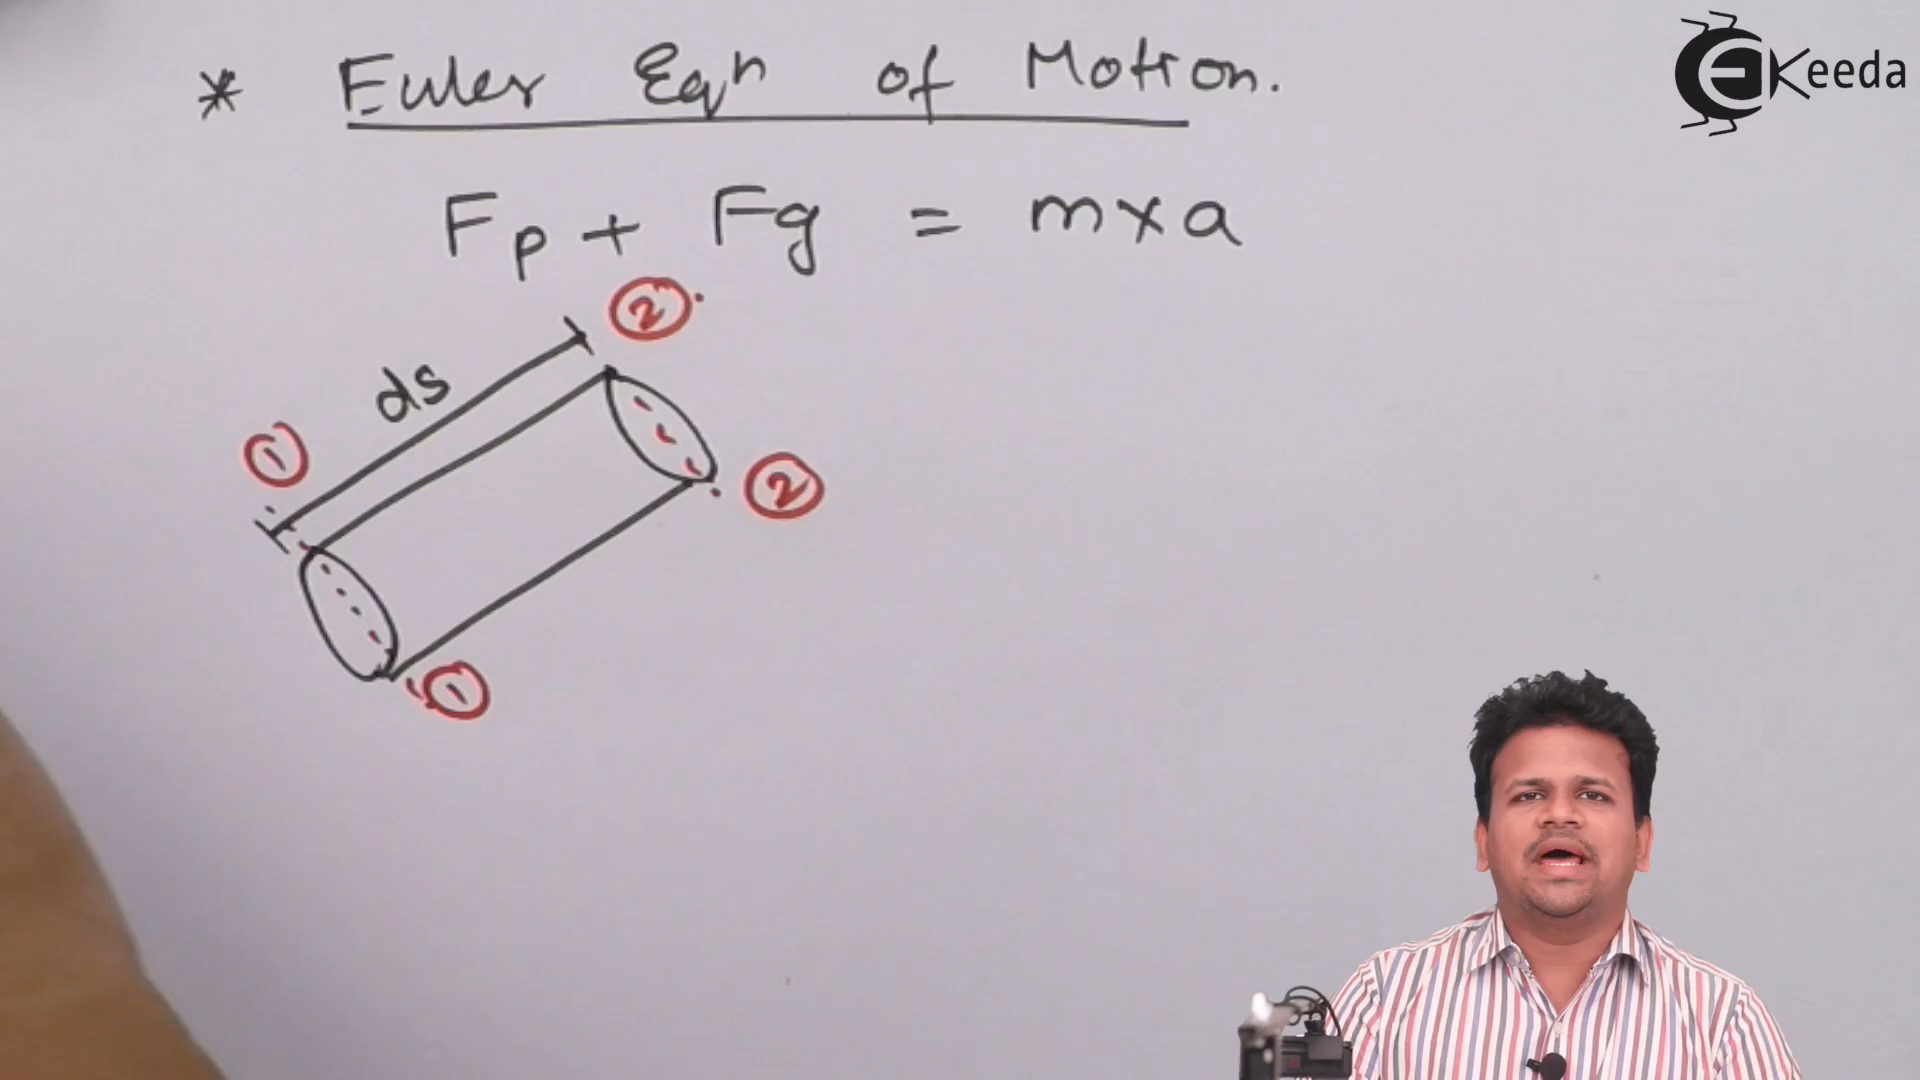 EKeeda
* Euler Eqn of Motion.
Fp + Fg = m x a
2
ds
1
2
1